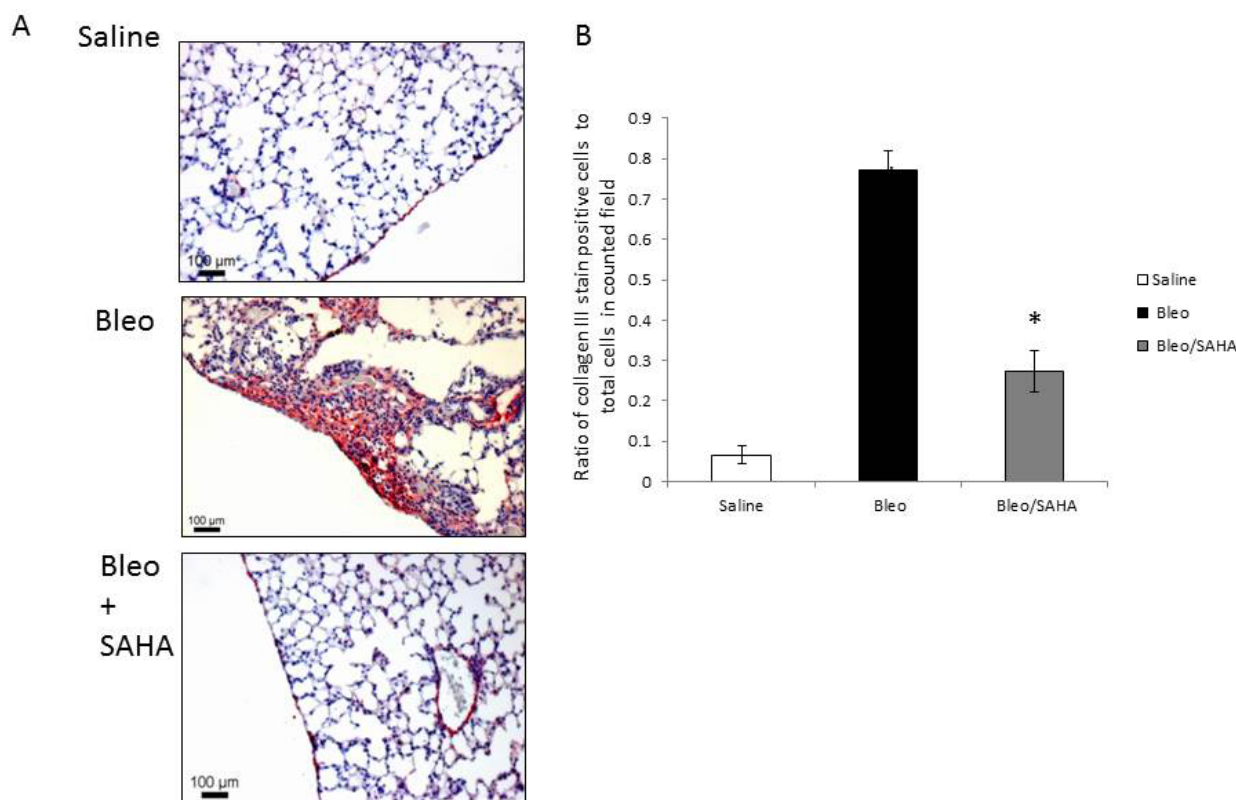 A
Saline
100 µm
Bleo
100 µm
Bleo
+
SAHA
100 µm
B
Ratio of collagen III stain positive cells to
total cells in counted field
0.9
0.8
0.7
0.6
0.5
0.4
0.3
0.2
0.1
0
*
Saline
Bleo
Bleo/SAHA
Saline
Bleo
Bleo/SAHA